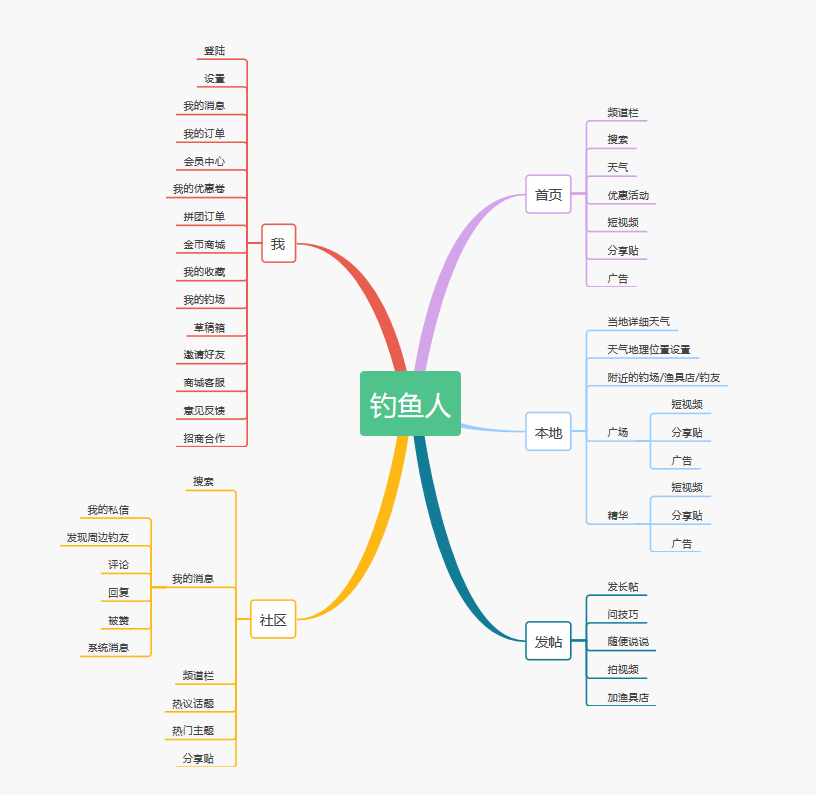 钓鱼人
首页
频道栏
搜索
天气
优惠活动
短视频
分享贴
广告
本地
当地详细天气
天气地理位置设置
附近的钓场/渔具店/钓友
广场
短视频
分享贴
广告
精华
短视频
分享贴
广告
发帖
发长帖
问技巧
随便说说
拍视频
加渔具店
我
登陆
设置
我的消息
我的订单
会员中心
我的优惠卷
拼团订单
金币商城
我的收藏
我的钓场
草稿箱
邀请好友
商城客服
意见反馈
招商合作
社区
搜索
我的消息
我的私信
发现周边钓友
评论
回复
被赞
系统消息
频道栏
热议话题
热门主题
分享贴